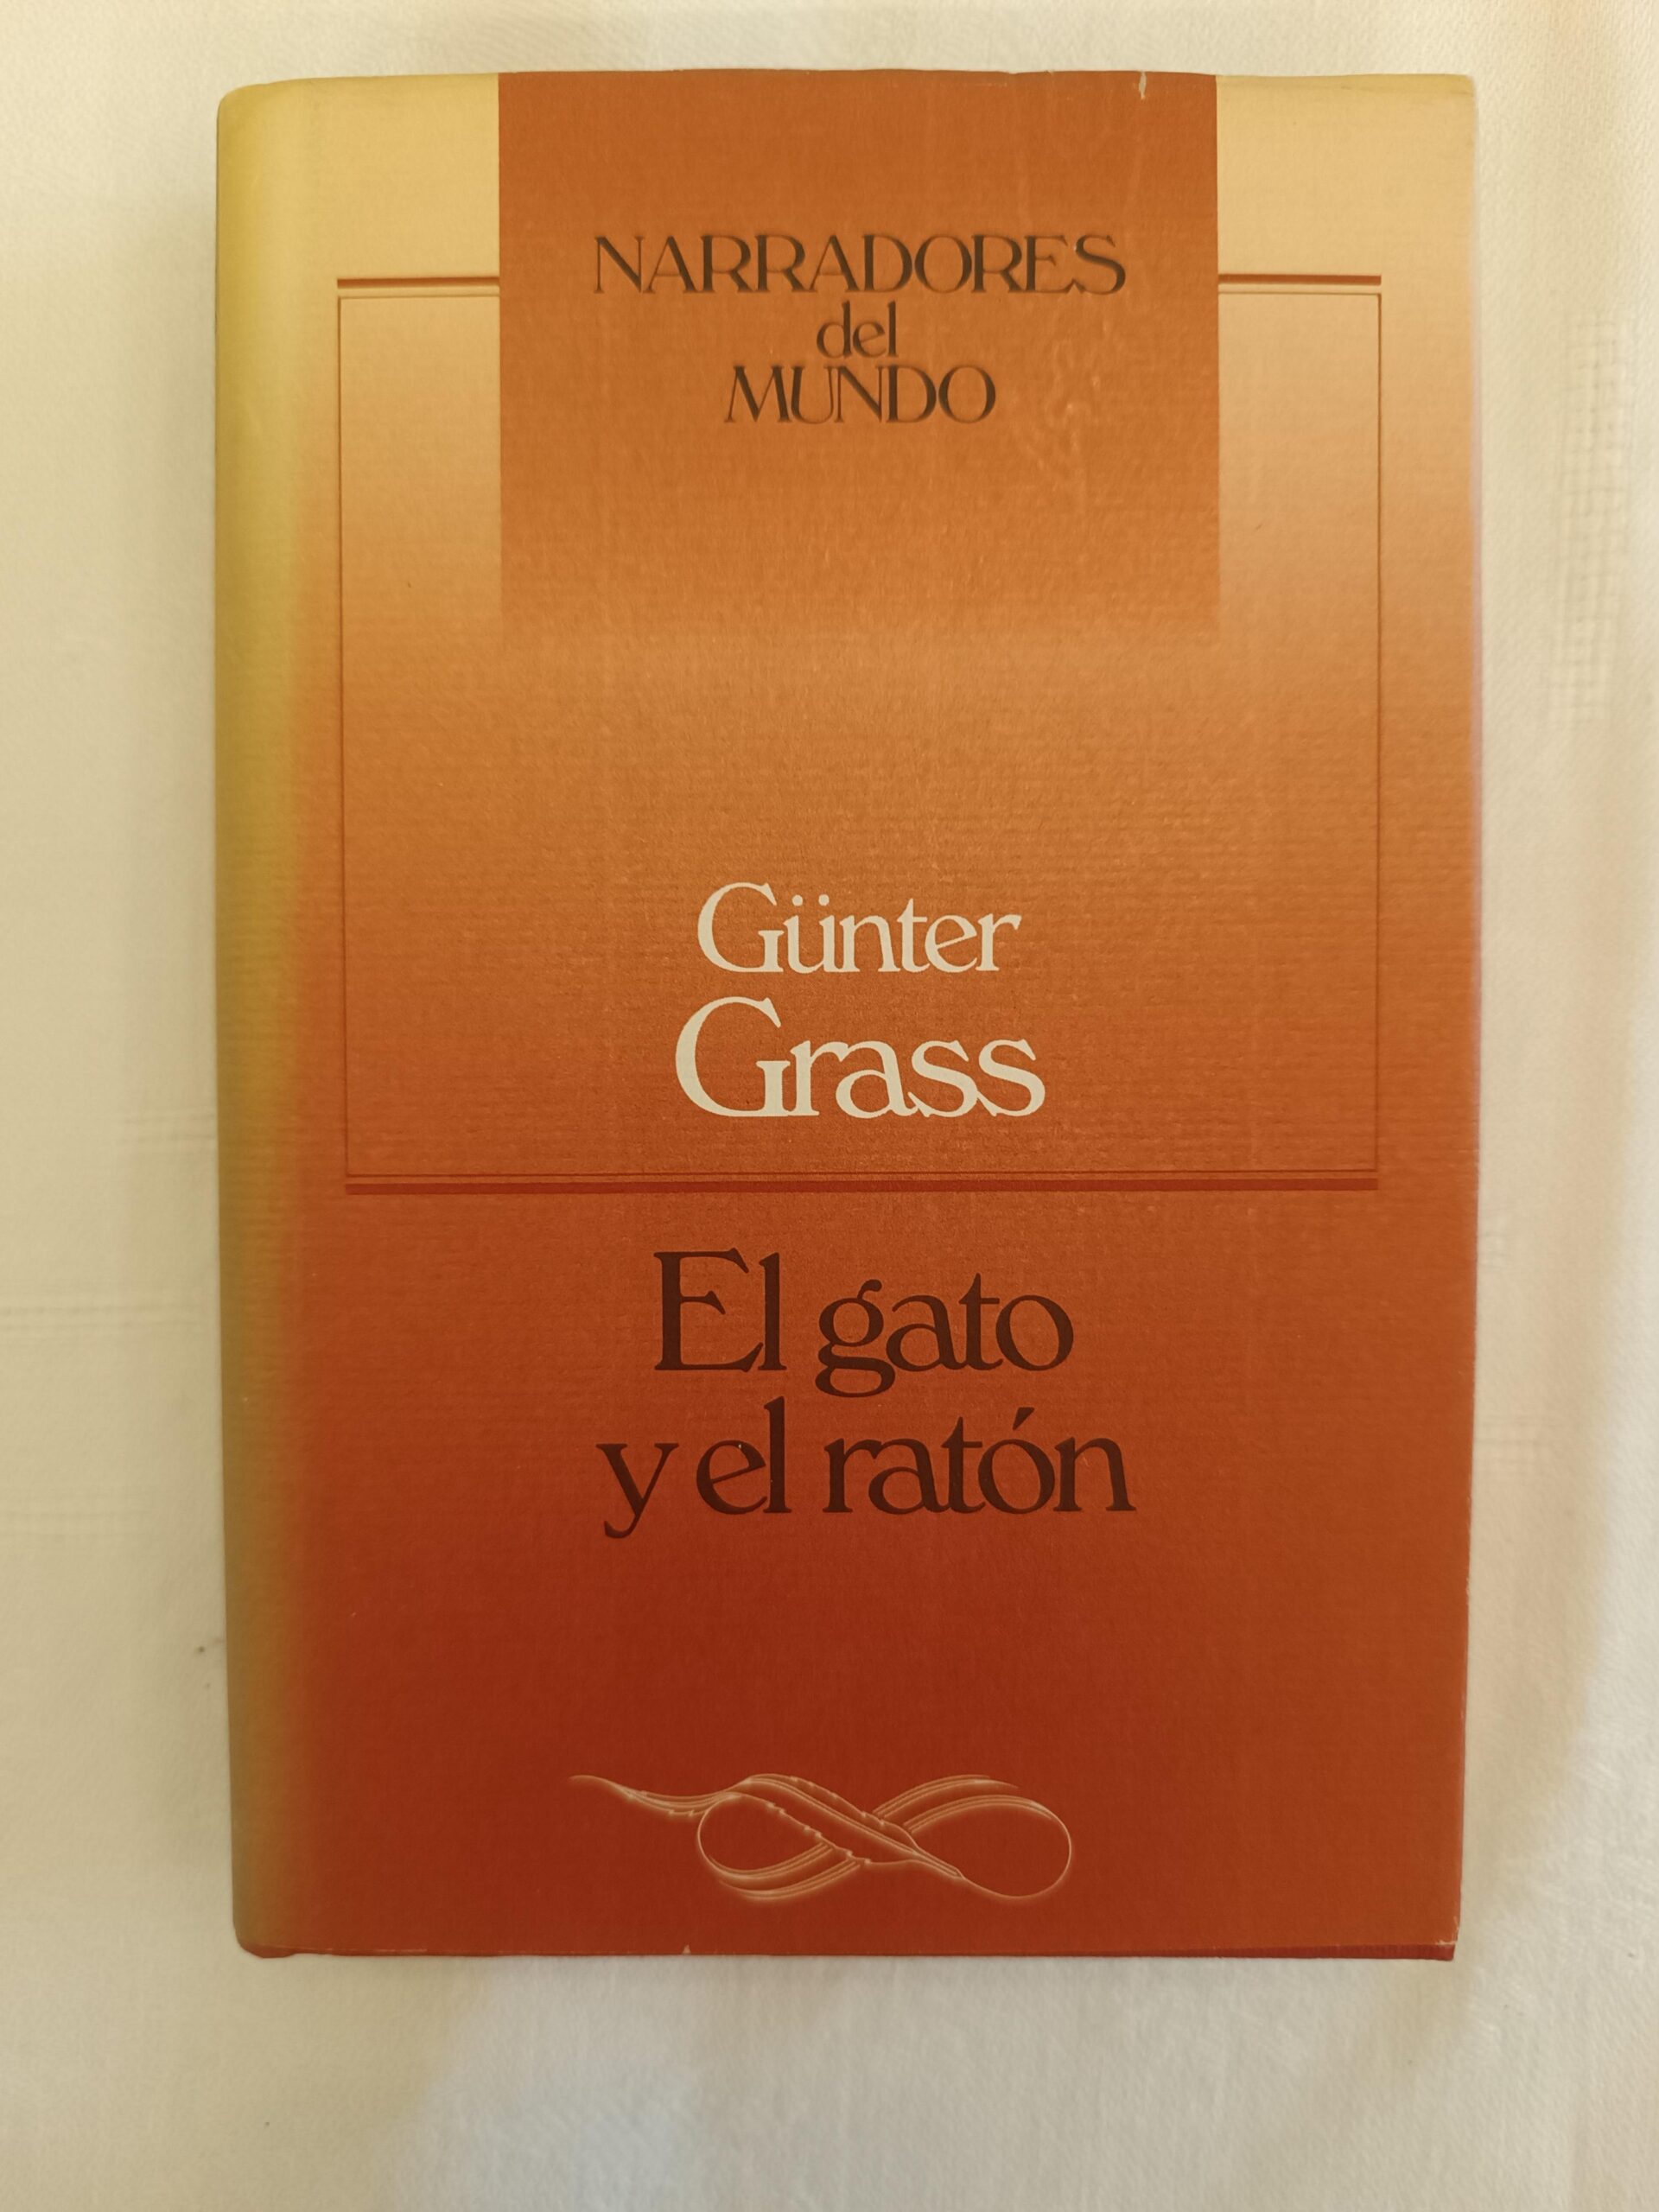 NARRADORES
del
MUNDO
Günter
Grass
El gato
y el ratón